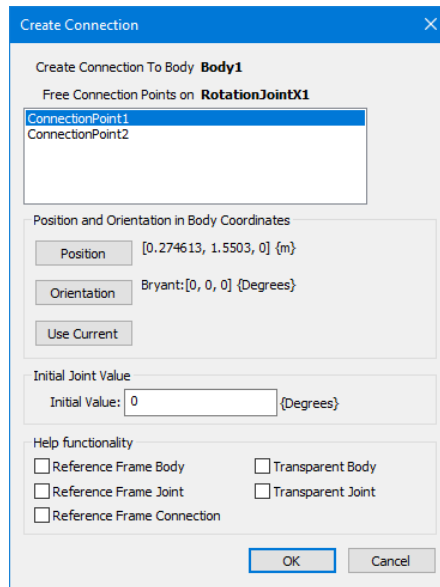 Create Connection
Create Connection To Body Body1
Free Connection Points on RotationJointX1
ConnectionPoint1
ConnectionPoint2
Position and Orientation in Body Coordinates
Position [0.274613, 1.5503, 0] {m}
Orientation Bryant:[0, 0, 0] {Degrees}
Use Current
Initial Joint Value
Initial Value: 0 {Degrees}
Help functionality
Reference Frame Body Transparent Body
Reference Frame Joint Transparent Joint
Reference Frame Connection
OK Cancel